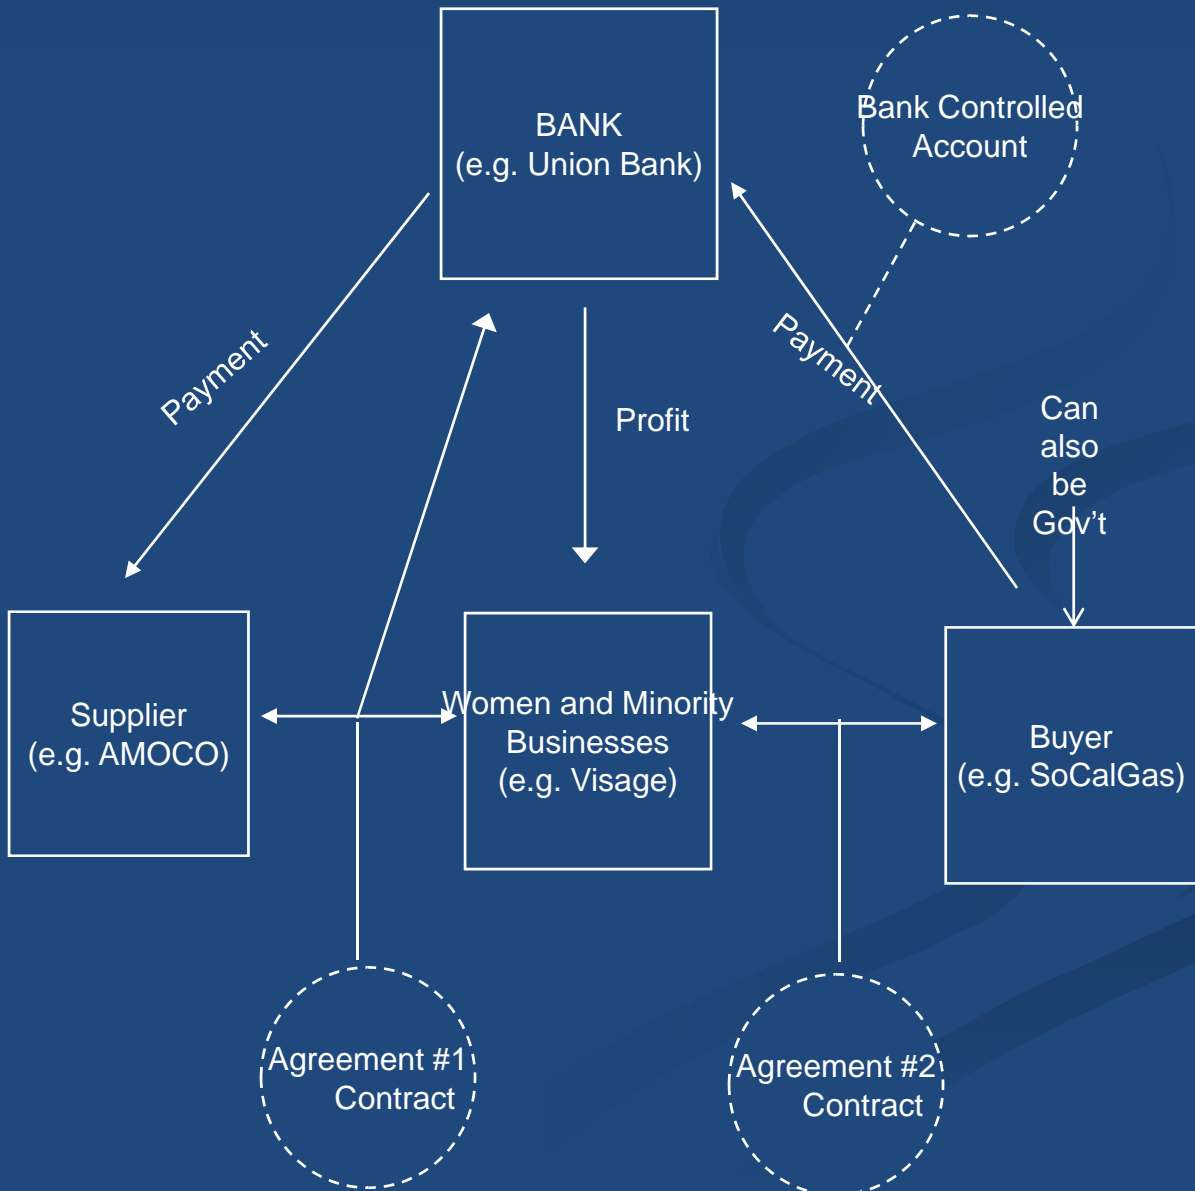 BANK
(e.g. Union Bank)
Bank Controlled
Account
Payment
Profit
Payment
Can
also
be
Gov’t
Supplier
(e.g. AMOCO)
Women and Minority
Businesses
(e.g. Visage)
Buyer
(e.g. SoCalGas)
Agreement #1
Contract
Agreement #2
Contract